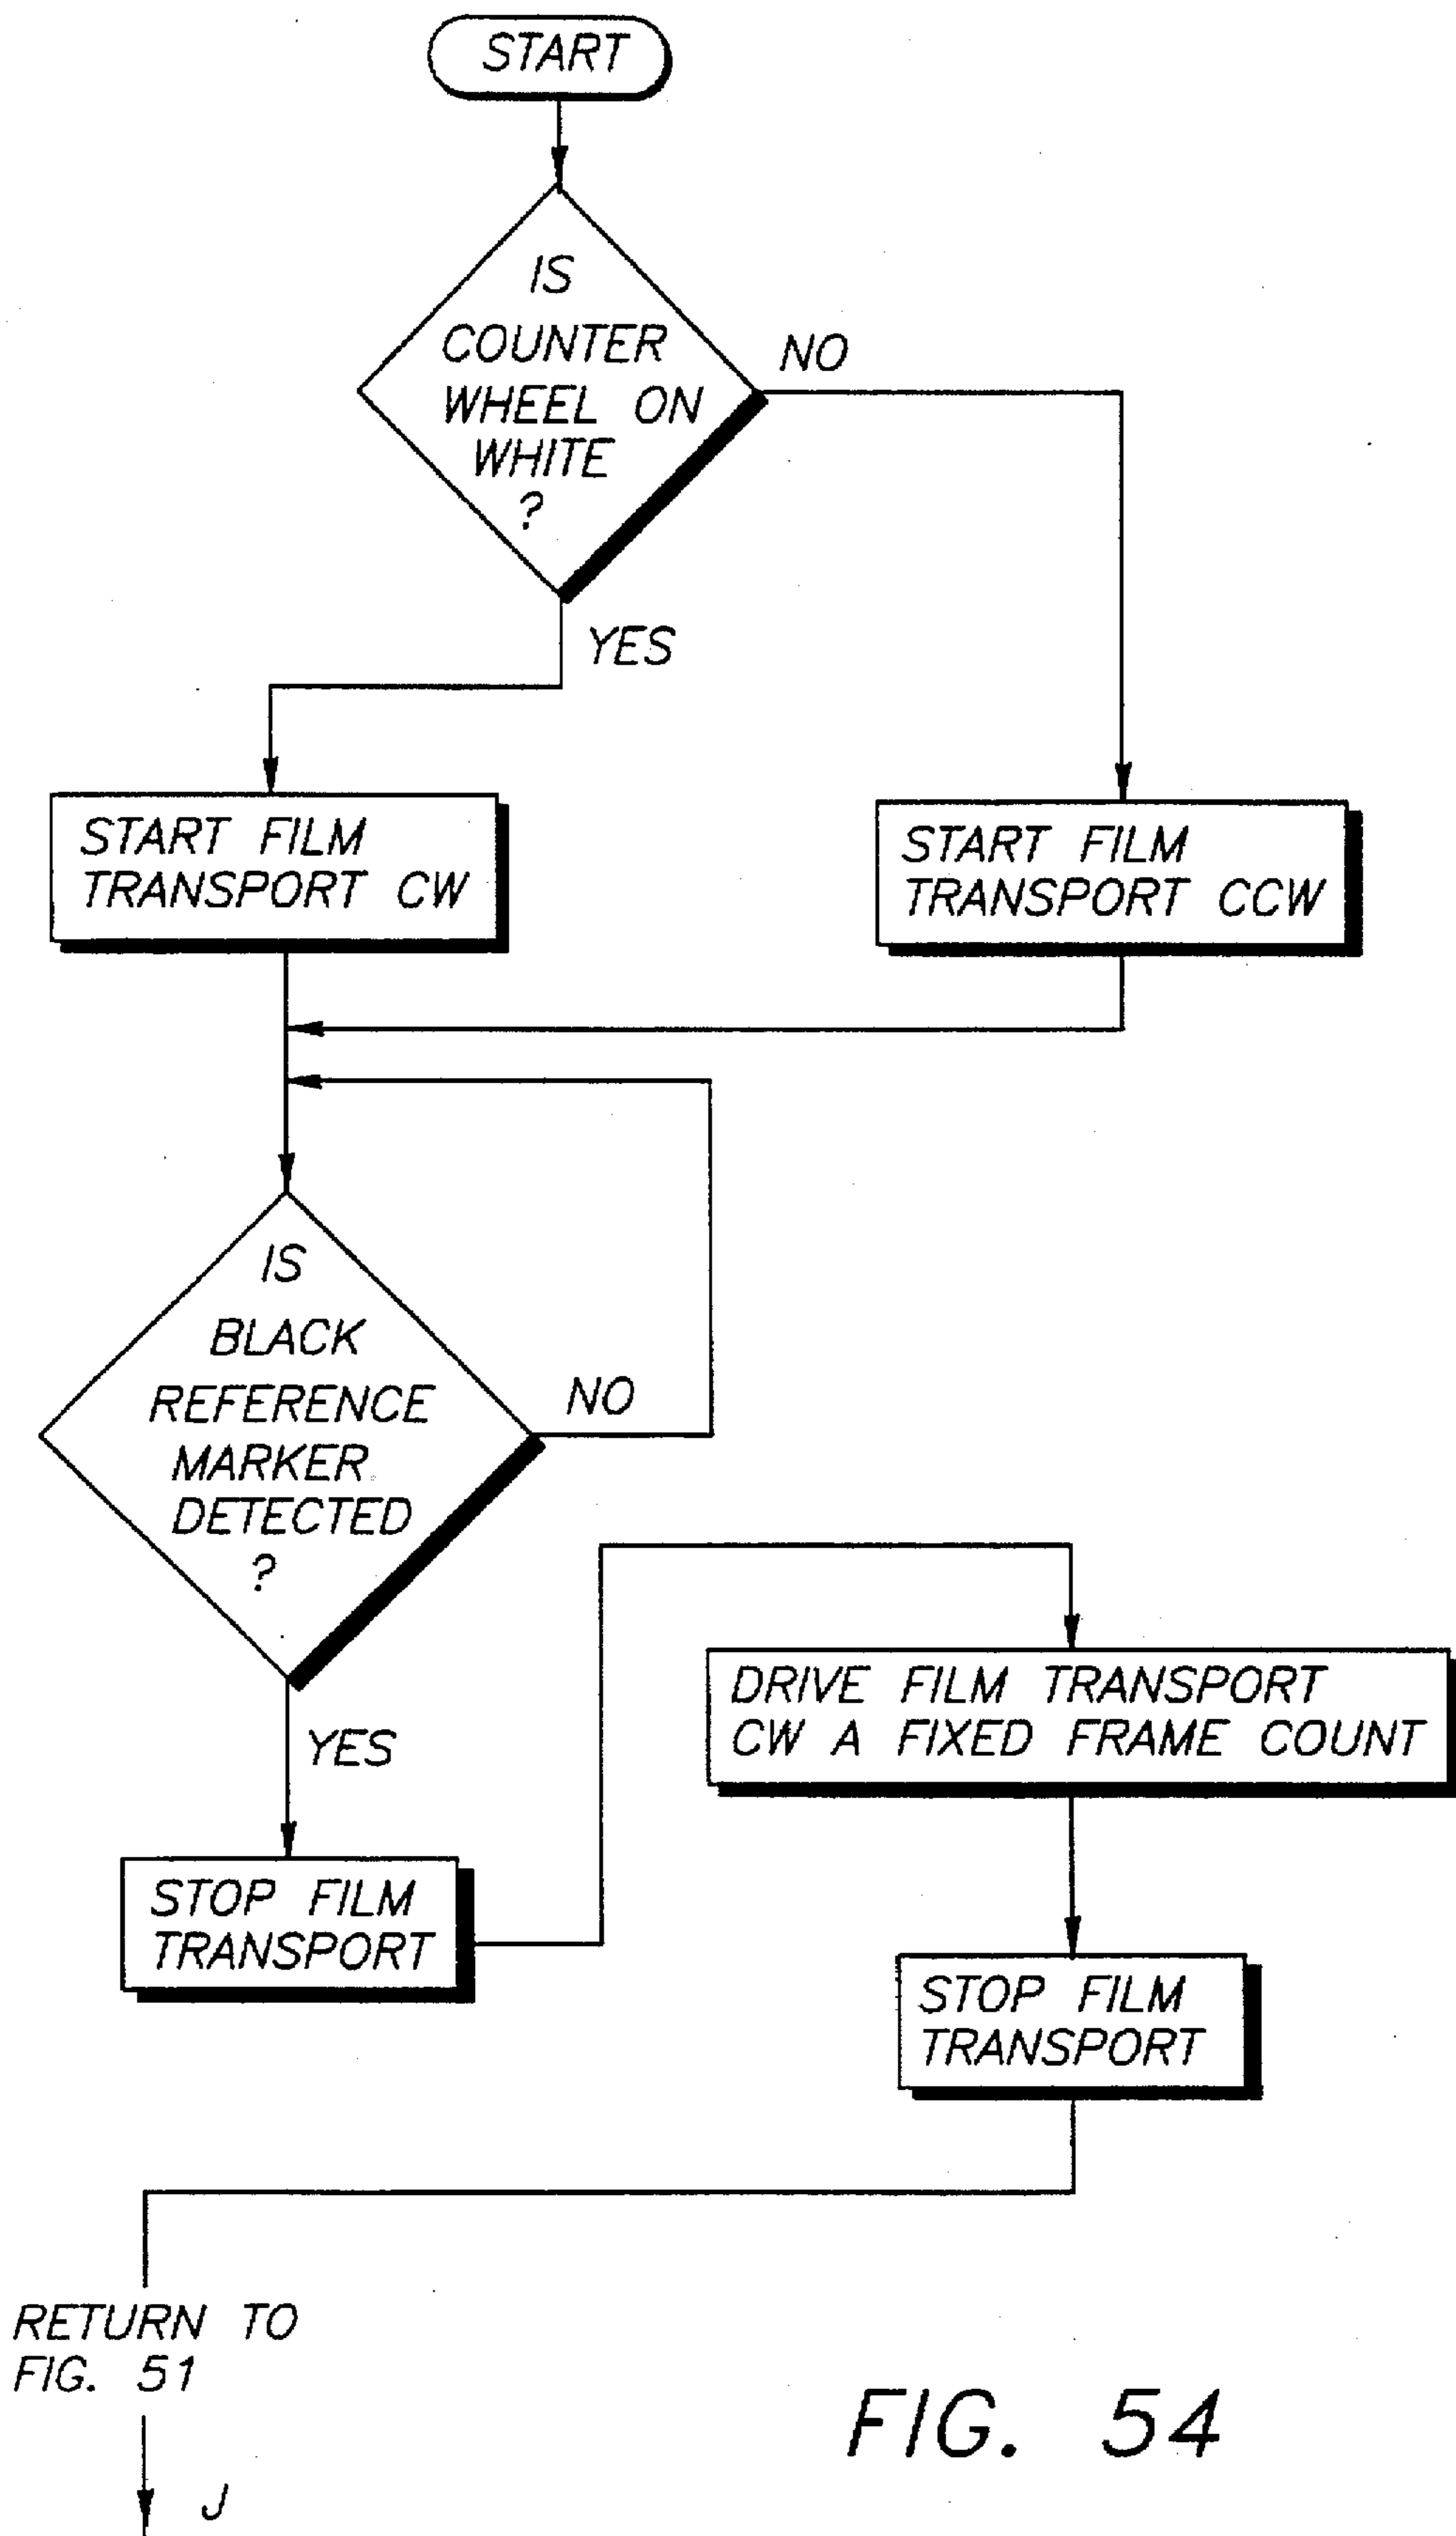 START
IS
COUNTER
WHEEL ON
WHITE
?
NO
YES
START FILM
TRANSPORT CW
START FILM
TRANSPORT CCW
IS
BLACK
REFERENCE
MARKER
DETECTED
?
NO
YES
DRIVE FILM TRANSPORT
CW A FIXED FRAME COUNT
STOP FILM
TRANSPORT
STOP FILM
TRANSPORT
RETURN TO
FIG. 51
J
FIG. 54